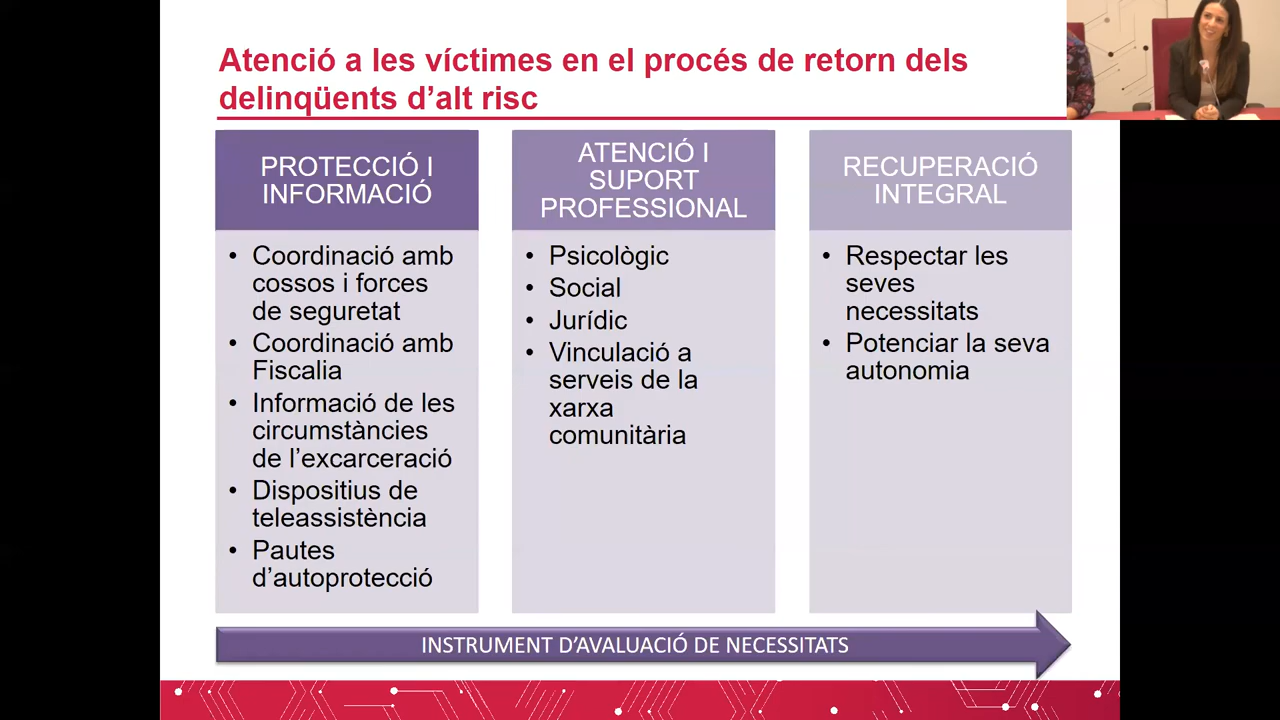 Atenció a les víctimes en el procés de retorn dels
delinqüents d’alt risc
PROTECCIÓ I
INFORMACIÓ
• Coordinació amb
cossos i forces
de seguretat
• Coordinació amb
Fiscalia
• Informació de les
circumstàncies
de l’excarceració
• Dispositius de
teleassistència
• Pautes
d’autoprotecció
ATENCIÓ I
SUPORT
PROFESSIONAL
• Psicològic
• Social
• Jurídic
• Vinculació a
serveis de la
xarxa
comunitària
RECUPERACIÓ
INTEGRAL
• Respectar les
seves
necessitats
• Potenciar la seva
autonomia
INSTRUMENT D’AVALUACIÓ DE NECESSITATS